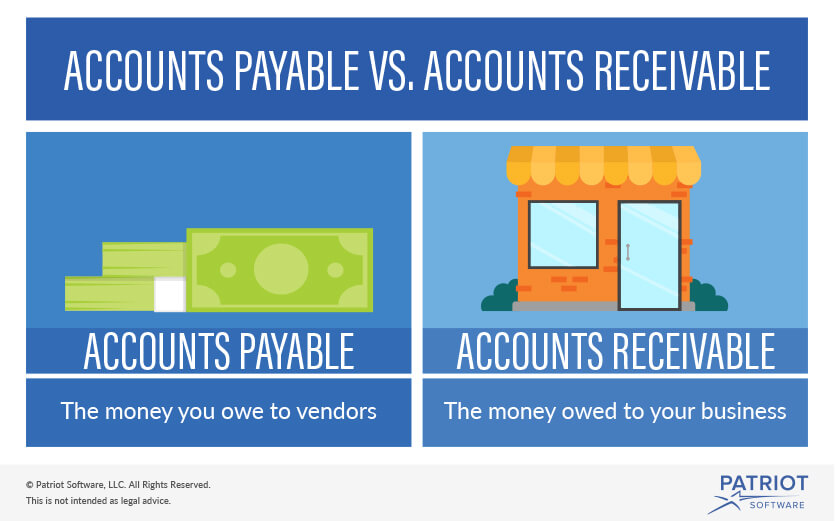 ACCOUNTS PAYABLE VS. ACCOUNTS RECEIVABLE
ACCOUNTS PAYABLE
The money you owe to vendors
ACCOUNTS RECEIVABLE
The money owed to your business
© Patriot Software, LLC. All Rights Reserved.
This is not intended as legal advice.
PATRIOT
SOFTWARE